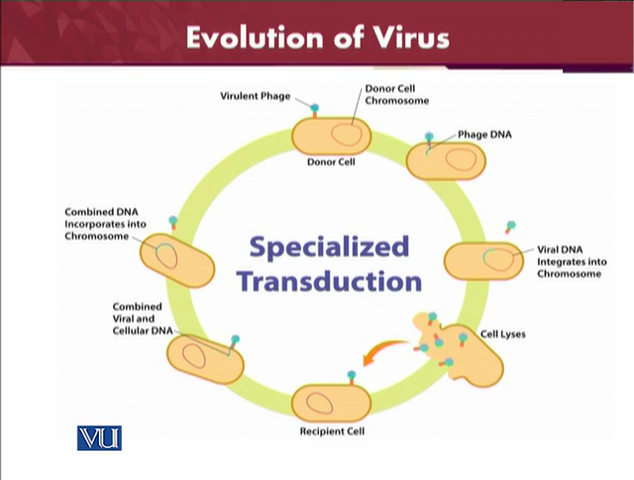 Evolution of Virus
Virulent Phage
Donor Cell
Chromosome
Donor Cell
Phage DNA
Combined DNA
Incorporates into
Chromosome
Specialized
Transduction
Viral DNA
Integrates into
Chromosome
Combined
Viral and
Cellular DNA
Cell Lyses
Recipient Cell
VU